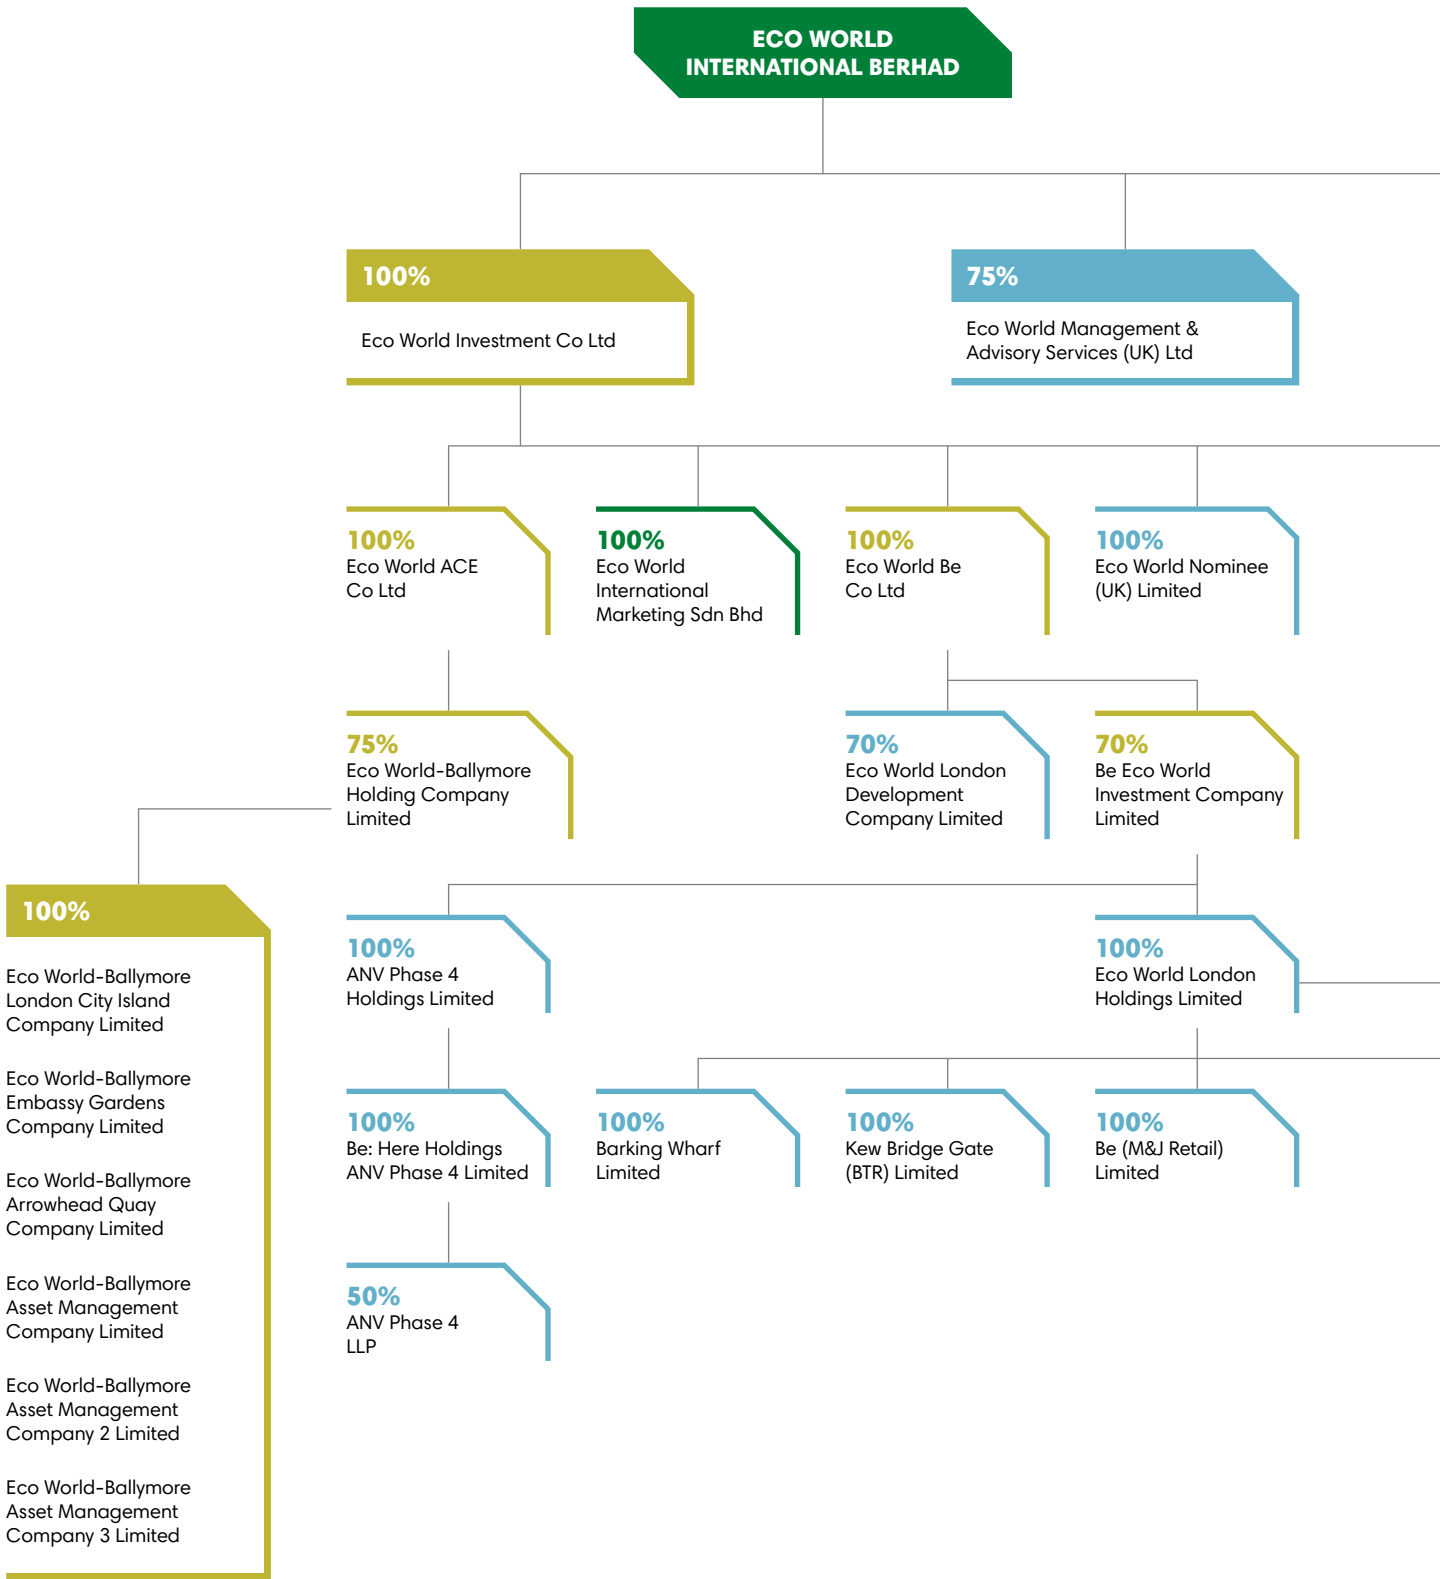 ECO WORLD
INTERNATIONAL BERHAD
100%
Eco World Investment Co Ltd
75%
Eco World Management &
Advisory Services (UK) Ltd
100%
Eco World ACE
Co Ltd
100%
Eco World
International
Marketing Sdn Bhd
100%
Eco World Be
Co Ltd
100%
Eco World Nominee
(UK) Limited
75%
Eco World-Ballymore
Holding Company
Limited
70%
Eco World London
Development
Company Limited
70%
Be Eco World
Investment Company
Limited
100%
Eco World-Ballymore
London City Island
Company Limited
Eco World-Ballymore
Embassy Gardens
Company Limited
Eco World-Ballymore
Arrowhead Quay
Company Limited
Eco World-Ballymore
Asset Management
Company Limited
Eco World-Ballymore
Asset Management
Company 2 Limited
Eco World-Ballymore
Asset Management
Company 3 Limited
100%
ANV Phase 4
Holdings Limited
100%
Eco World London
Holdings Limited
100%
Be: Here Holdings
ANV Phase 4 Limited
100%
Barking Wharf
Limited
100%
Kew Bridge Gate
(BTR) Limited
100%
Be (M&J Retail)
Limited
50%
ANV Phase 4
LLP